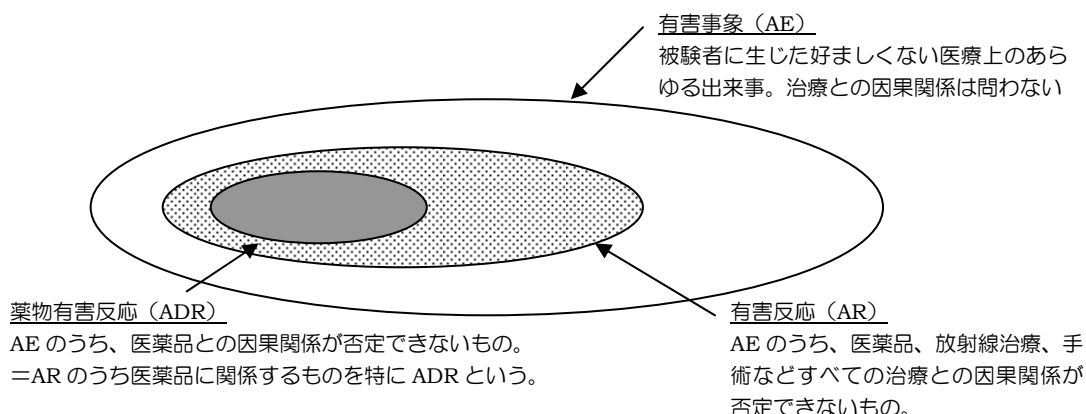 有害事象（AE）
被験者に生じた好ましくない医療上のあら
ゆる出来事。治療との因果関係は問わない
薬物有害反応（ADR）
AE のうち、医薬品との因果関係が否定できないもの。
＝AR のうち医薬品に関係するものを特に ADR という。
有害反応（AR）
AE のうち、医薬品、放射線治療、手
術などすべての治療との因果関係が
否定できないもの。